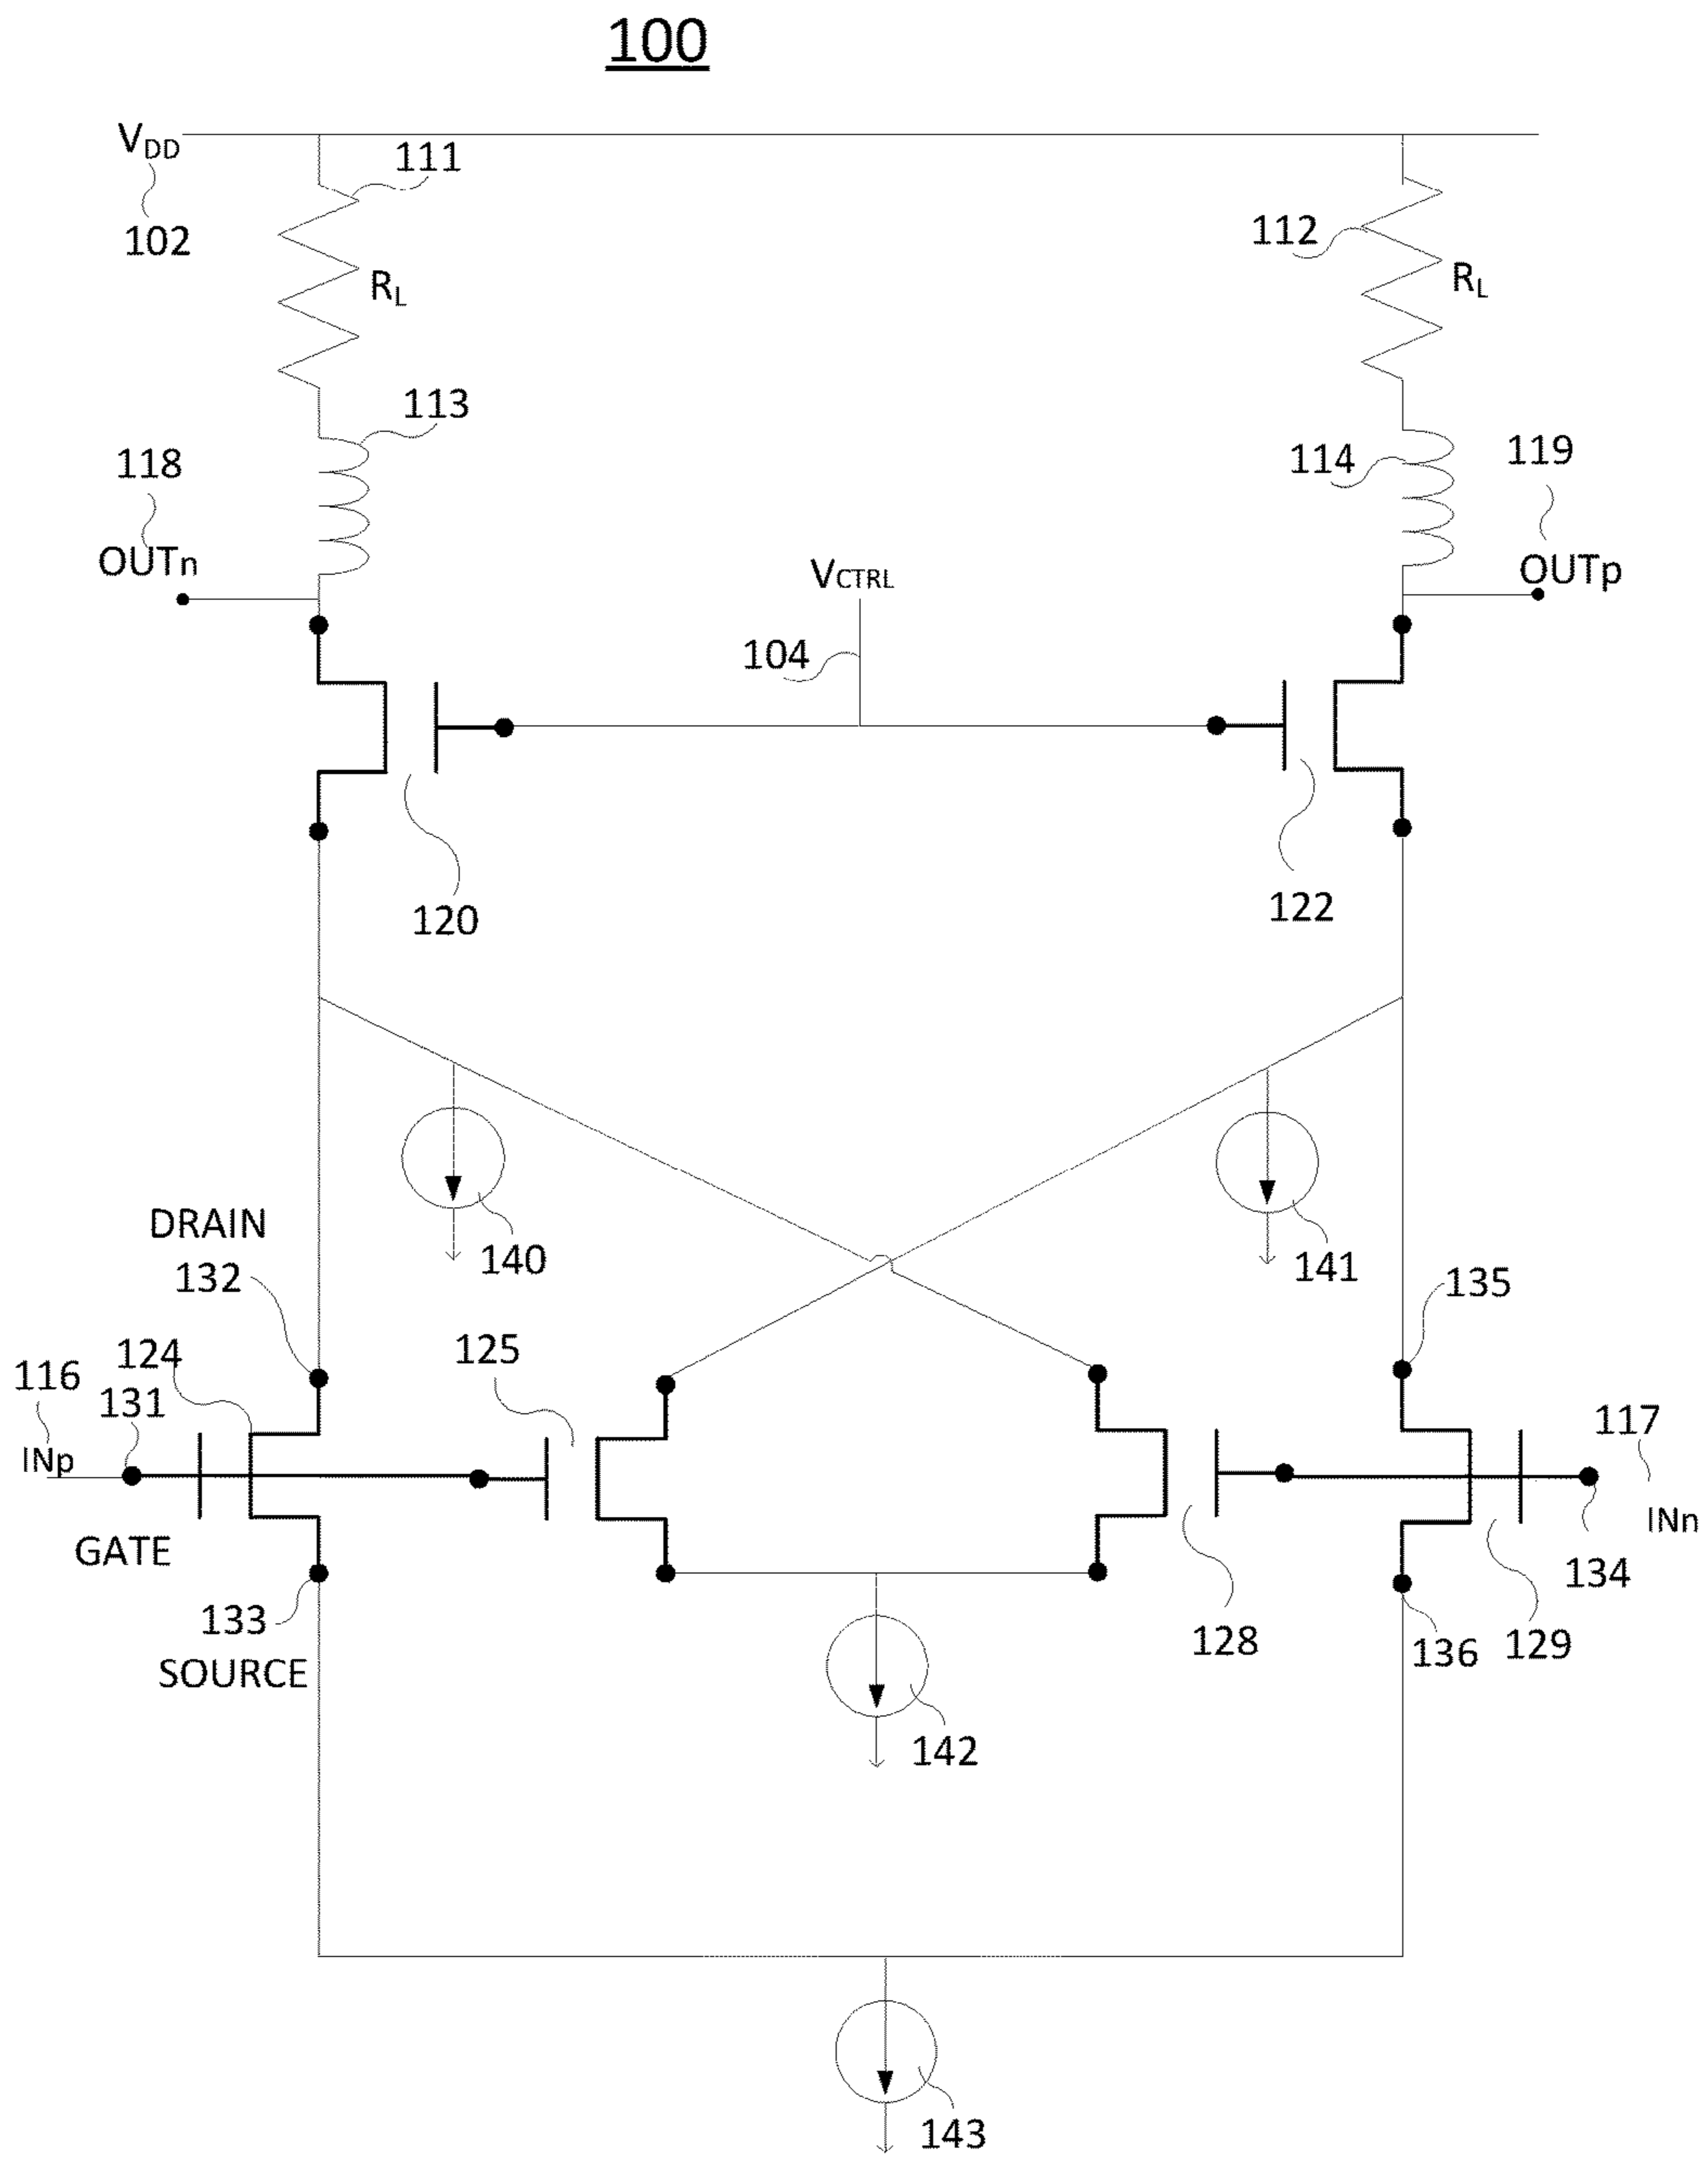 100
VDD
111
102
112
RL
RL
113
118
114
119
OUTn
VCTRL
OUTp
104
120
122
DRAIN
140
141
132
135
124
125
116
131
117
INp
INn
GATE
134
133
128
136
129
SOURCE
142
143